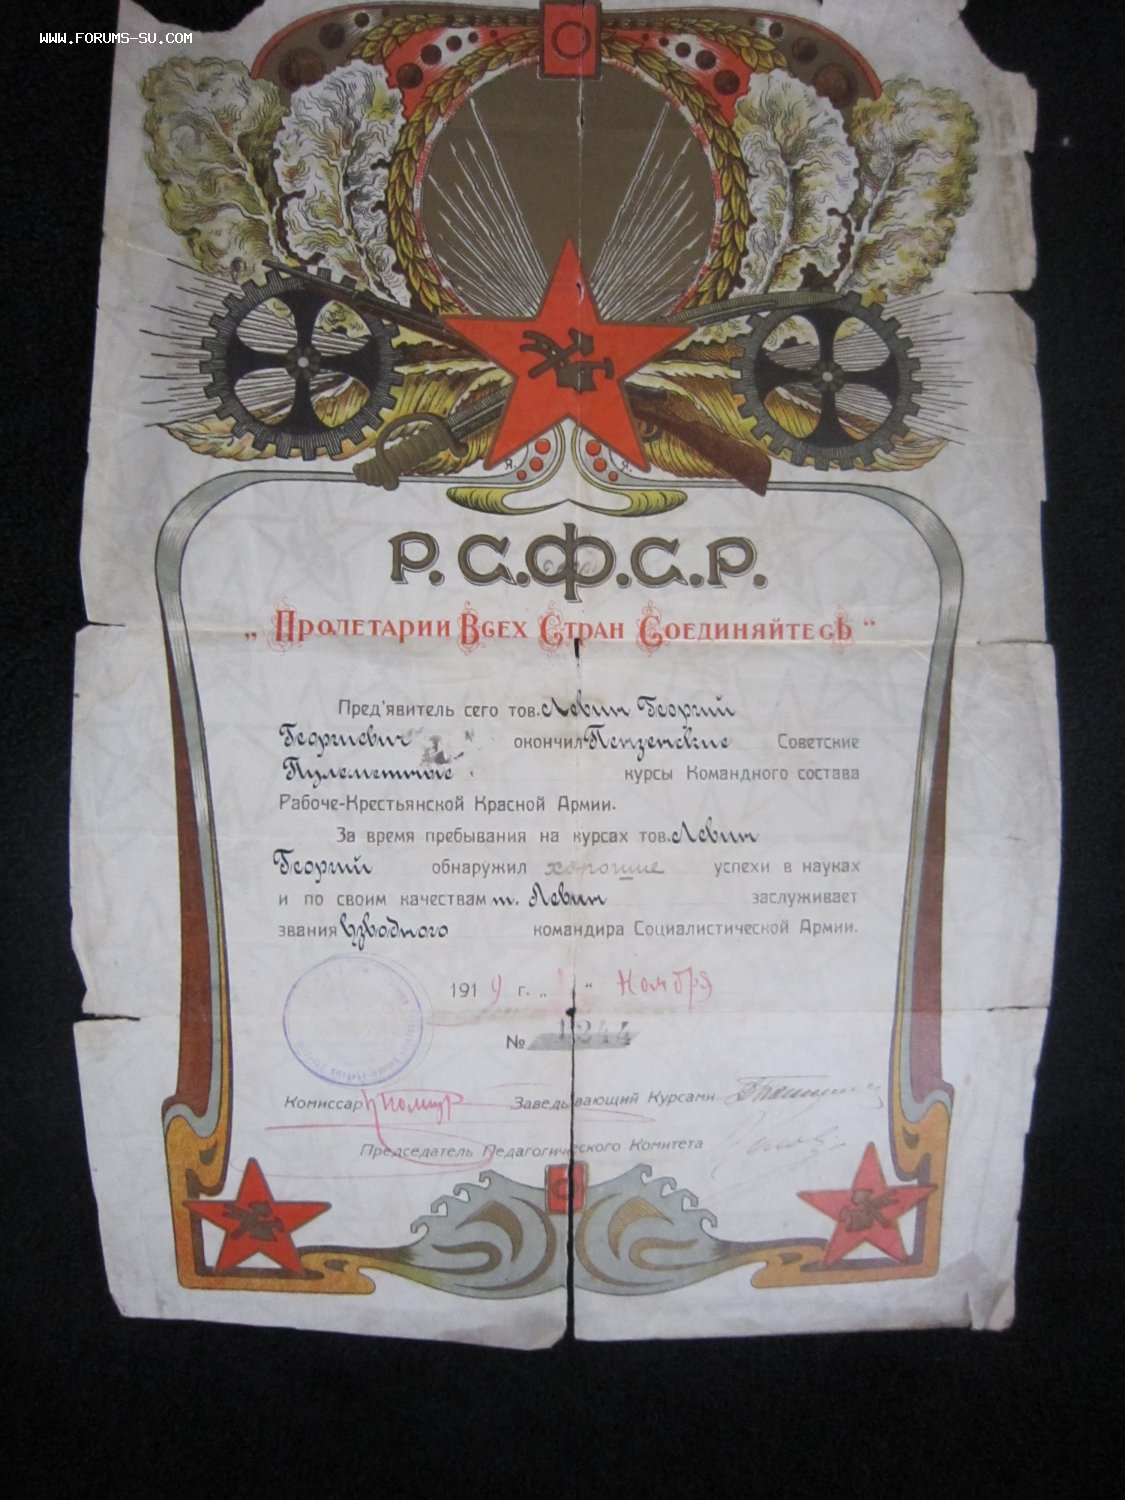 WWW.FORUMS-SU.COM
Я. Я.
Р.С.Ф.С.Р.
„Пролетарии Всех Стран Соединяйтесь“
Пред'явитель сего тов. Левин Георгий
Георгиевич окончил Пензенские Советские
Пулеметные курсы Командного состава
Рабоче-Крестьянской Красной Армии.
За время пребывания на курсах тов. Левин
Георгий обнаружил хорошие успехи в науках
и по своим качествам т. Левин заслуживает
звания взводного командира Социалистической Армии.
1919 г. „ “ Ноября
№ 1244
Комиссар Заведывающий Курсами
Председатель Педагогического Комитета